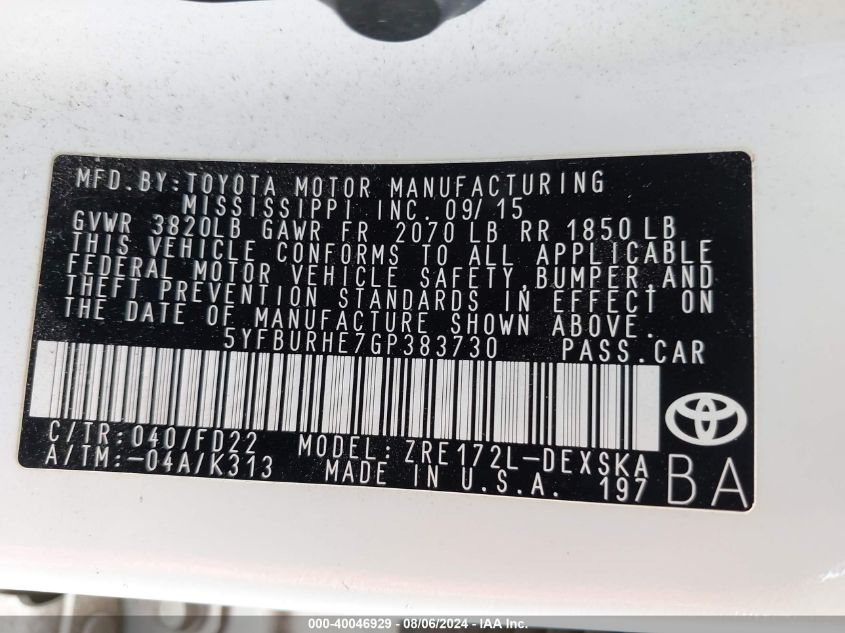 MFD.BY:TOYOTA MOTOR MANUFACTURING
MISSISSIPPI INC. 09/15
GVWR 3820LB GAWR FR 2070 LB RR 1850 LB
THIS VEHICLE CONFORMS TO ALL APPLICABLE
FEDERAL MOTOR VEHICLE SAFETY,BUMPER,AND
THEFT PREVENTION STANDARDS IN EFFECT ON
THE DATE OF MANUFACTURE SHOWN ABOVE.
5YFBURHE7GP383730 PASS.CAR
C/TR:040/FD22 MODEL: ZRE172L-DEXSKA
A/TM:-04A/K313 MADE IN U.S.A. 197 BA
000-40046929 - 08/06/2024 - IAA Inc.